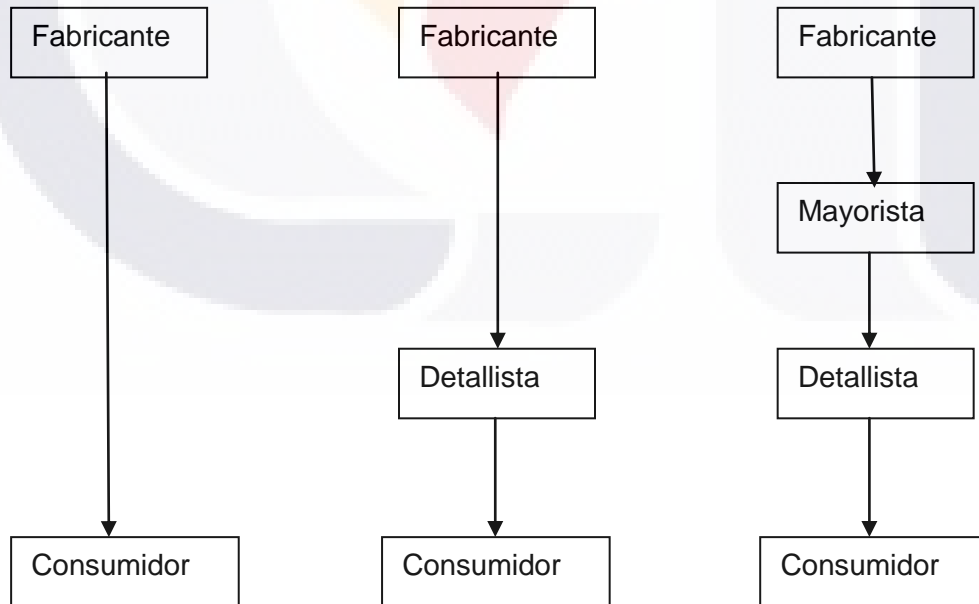 Fabricante
Fabricante
Fabricante
Mayorista
Detallista
Detallista
Consumidor
Consumidor
Consumidor